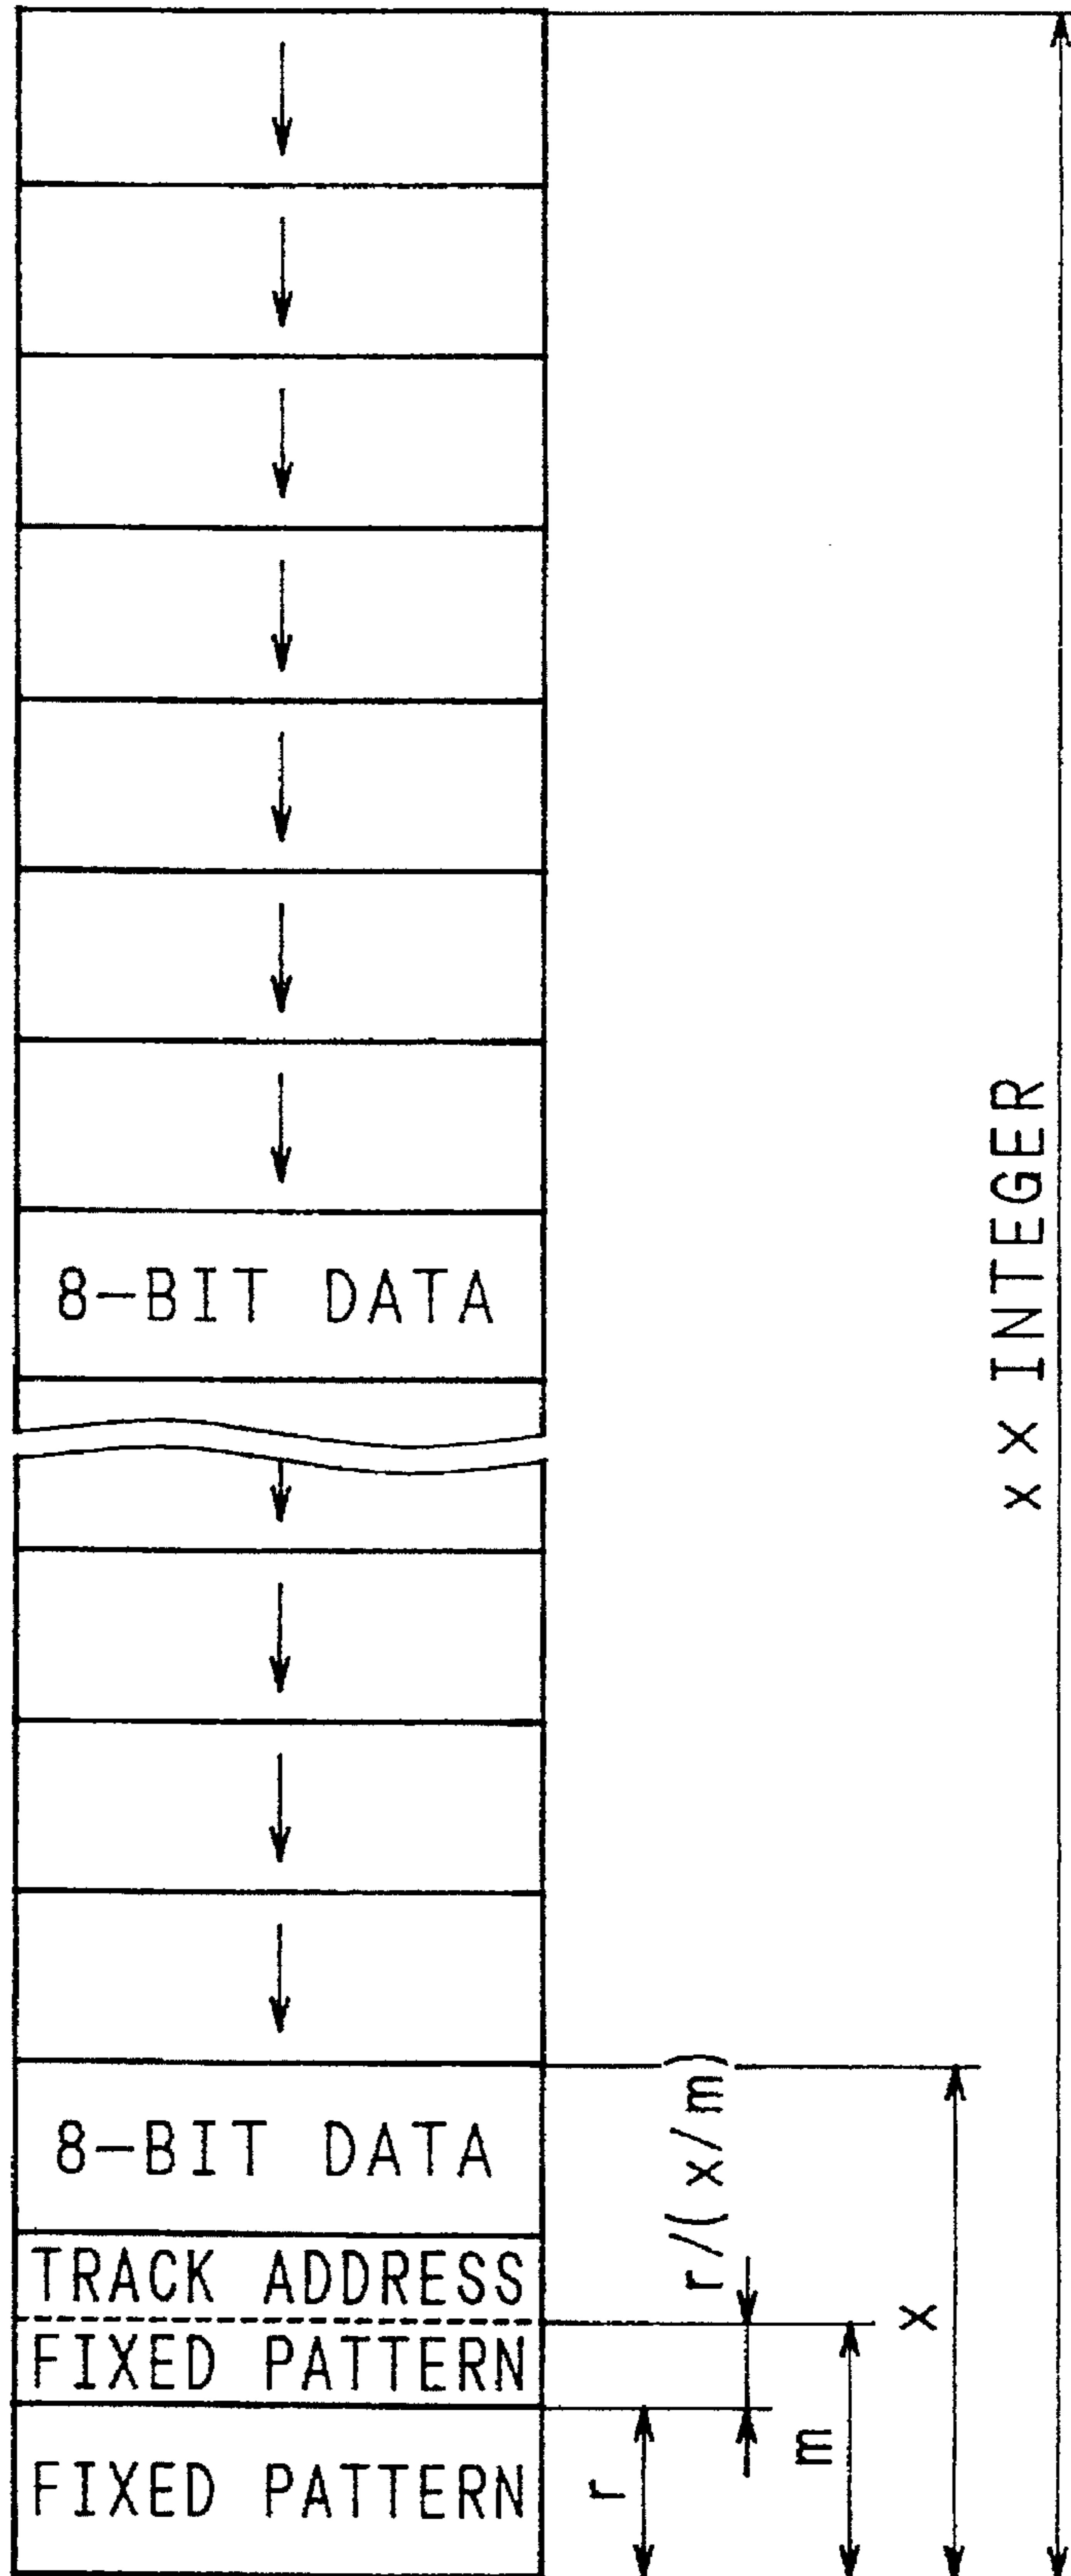 8-BIT DATA
x × INTEGER
8-BIT DATA
r/(x/m)
TRACK ADDRESS
x
FIXED PATTERN
m
FIXED PATTERN
r